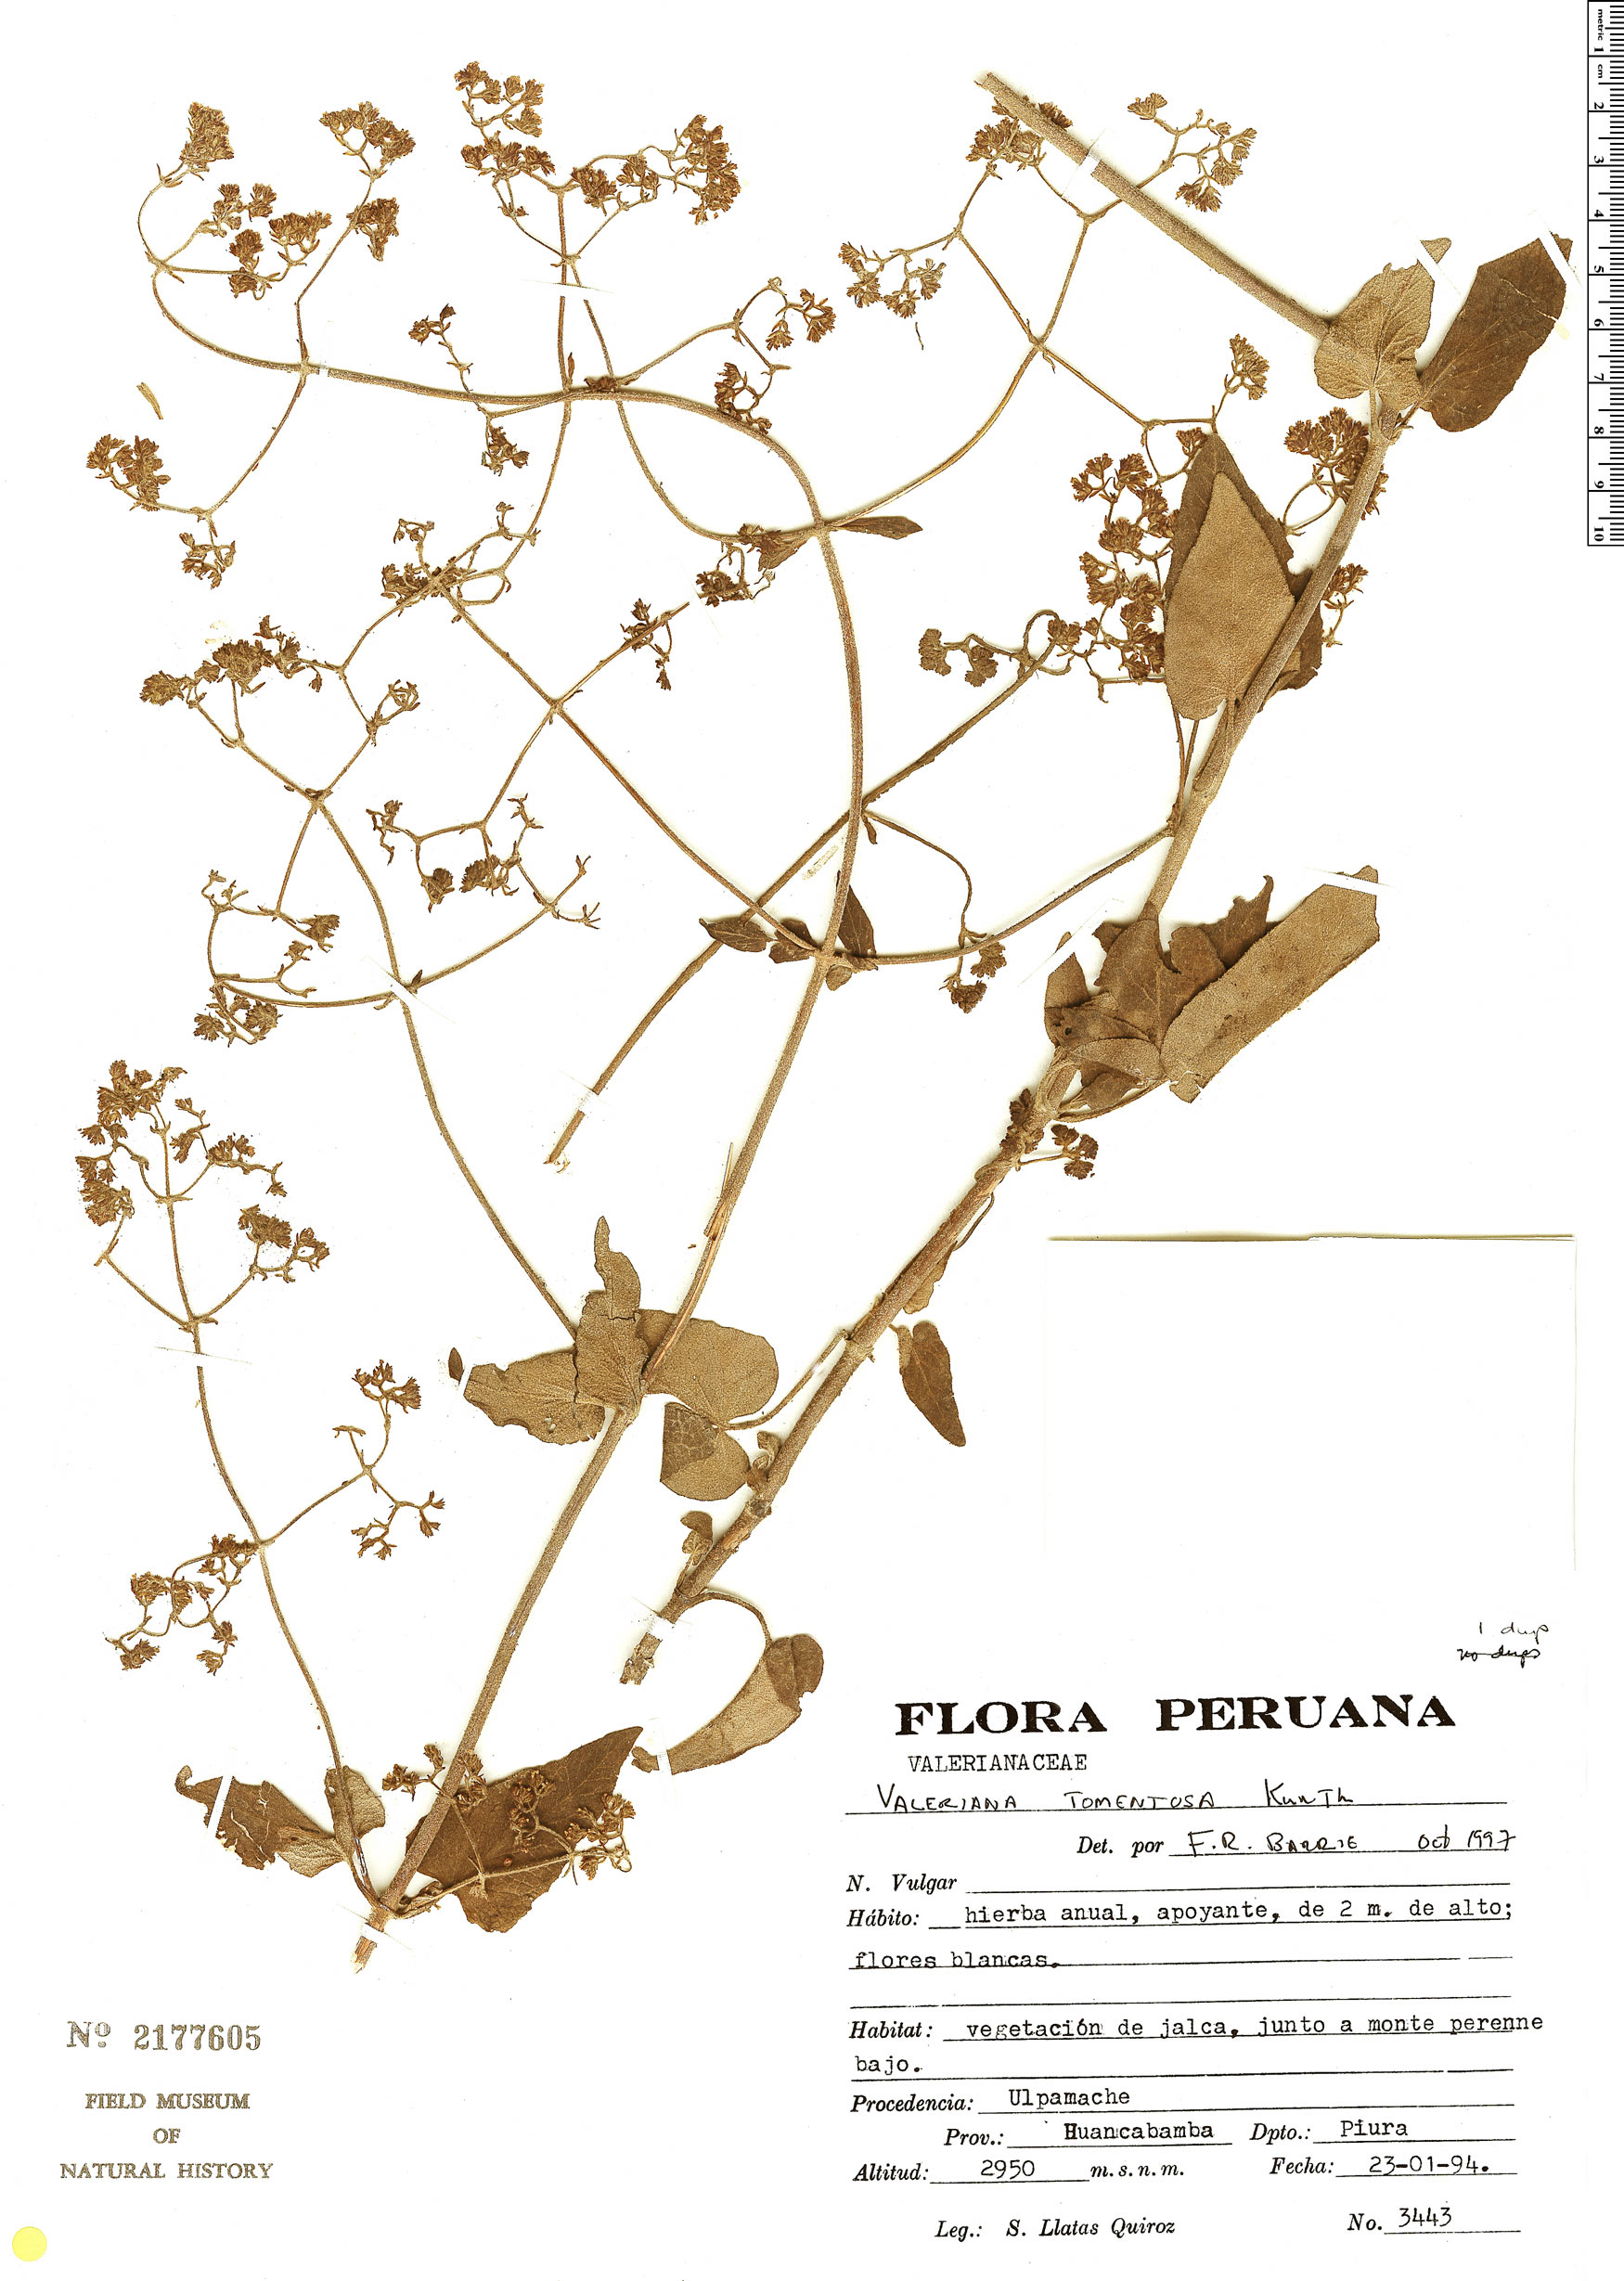 metric 1 cm 2 3 4 5 6 7 8 9 10
1 dup
no dups
FLORA PERUANA
VALERIANACEAE
VALERIANA TOMENTOSA Kunth
Det. por F.R. BARRIE Oct 1997
N. Vulgar
Hábito: hierba anual, apoyante, de 2 m. de alto;
flores blancas.
Habitat: vegetación de jalca, junto a monte perenne
bajo.
Procedencia: Ulpamache
Prov.: Huancabamba Dpto.: Piura
Altitud: 2950 m.s.n.m. Fecha: 23-01-94.
Leg.: S. Llatas Quiroz No. 3443
Nº 2177605
FIELD MUSEUM
OF
NATURAL HISTORY